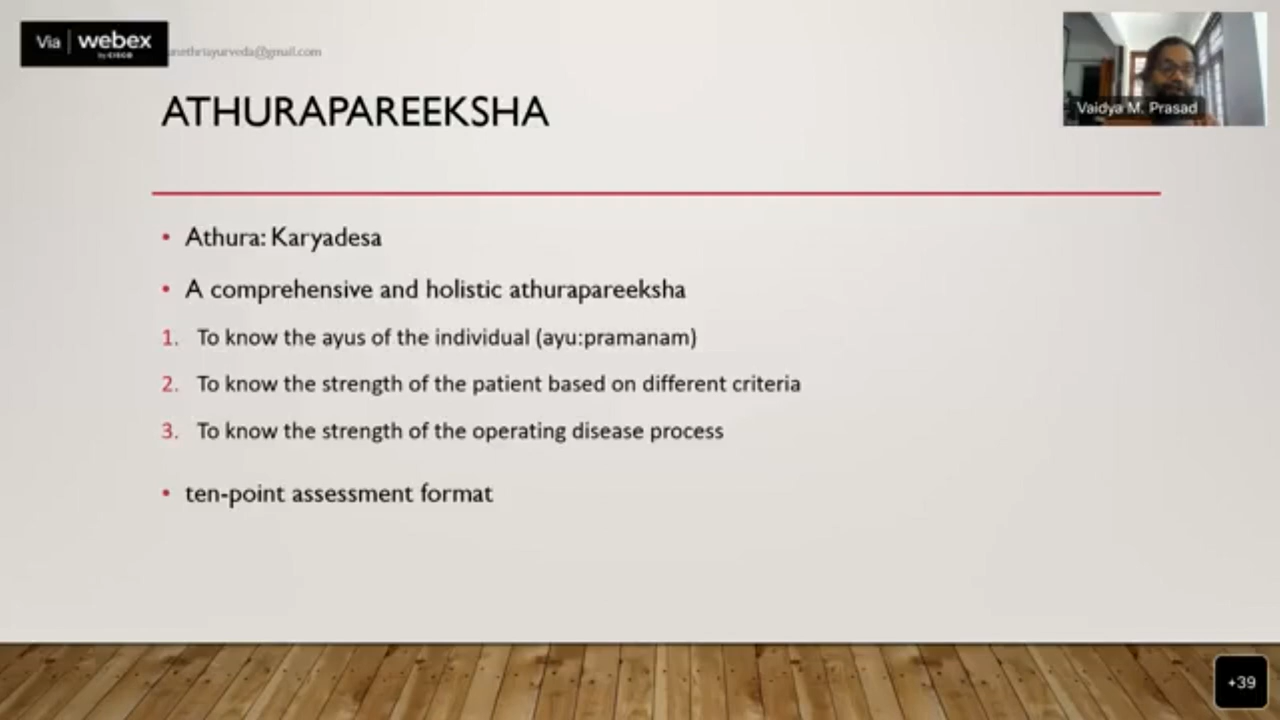 Via webex
by CISCO
unethriayurveda@gmail.com
Vaidya M. Prasad
ATHURAPAREEKSHA
• Athura: Karyadesa
• A comprehensive and holistic athurapareeksha
1. To know the ayus of the individual (ayu:pramanam)
2. To know the strength of the patient based on different criteria
3. To know the strength of the operating disease process
• ten-point assessment format
+39